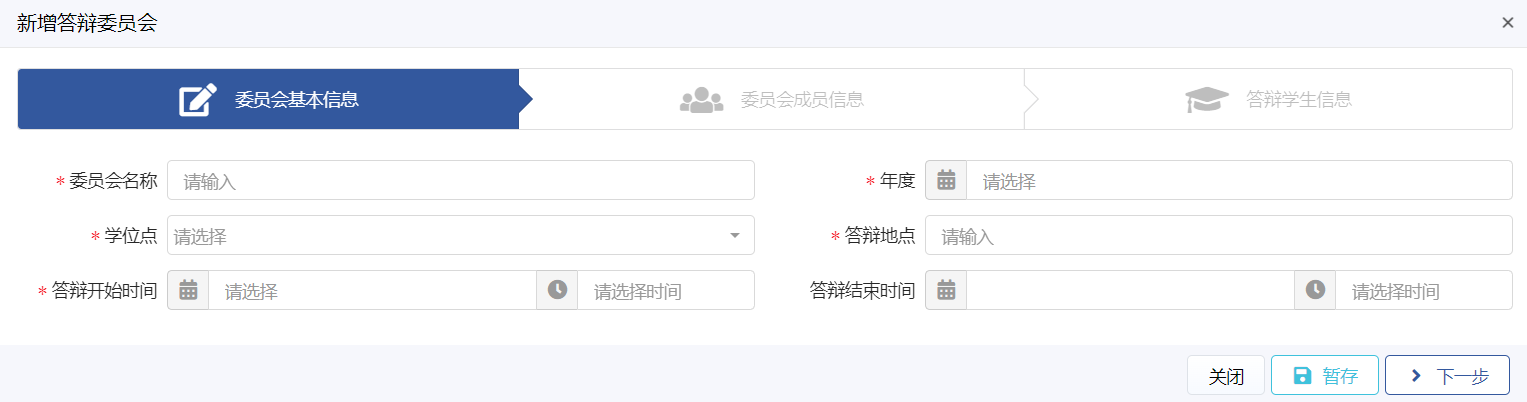 新增答辩委员会
委员会基本信息
委员会成员信息
答辩学生信息
* 委员会名称 请输入
* 年度 请选择
* 学位点 请选择
* 答辩地点 请输入
* 答辩开始时间 请选择 请选择时间
答辩结束时间 请选择时间
关闭
暂存
下一步